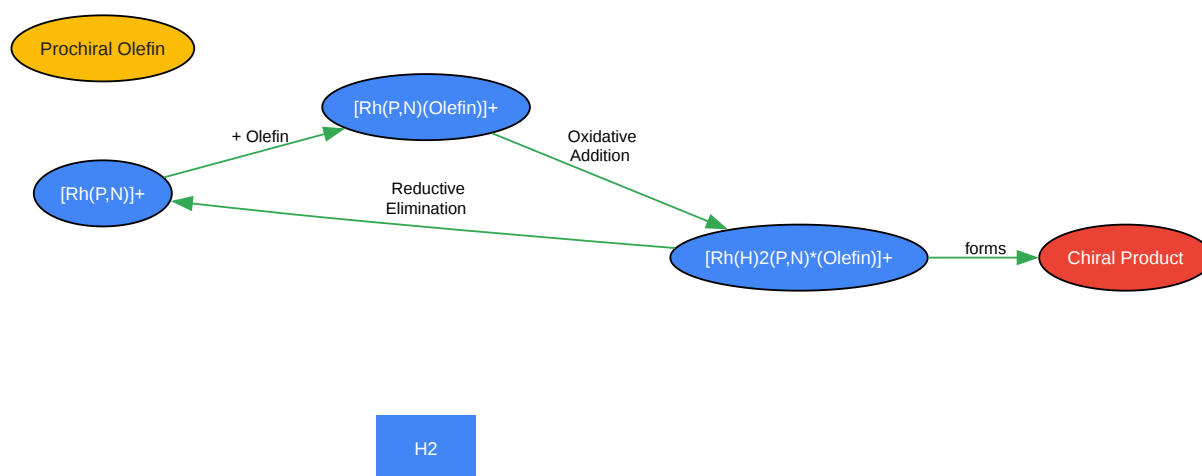 Prochiral Olefin
[Rh(P,N)(Olefin)]+
+ Olefin
Oxidative
Addition
[Rh(P,N)]+
Reductive
Elimination
[Rh(H)2(P,N)*(Olefin)]+
forms
Chiral Product
H2